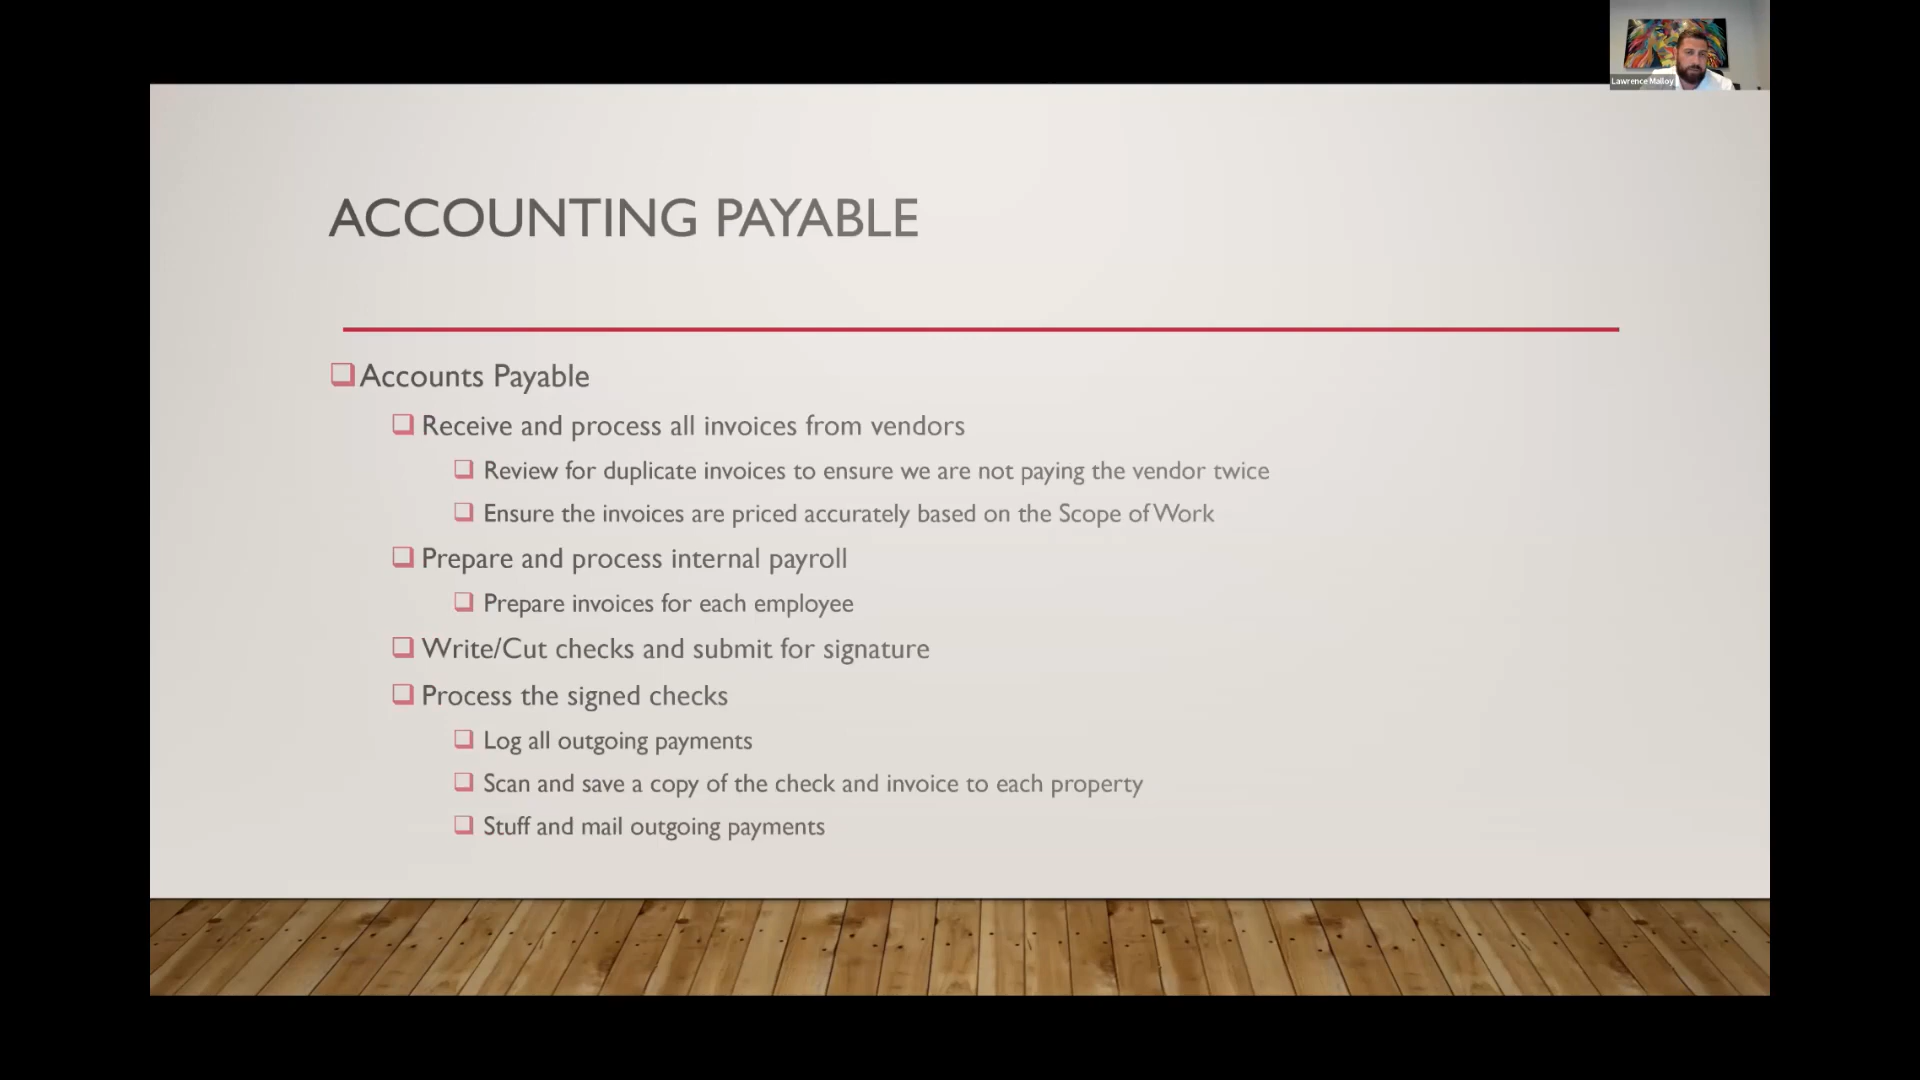 Lawrence Malloy
ACCOUNTING PAYABLE
Accounts Payable
Receive and process all invoices from vendors
Review for duplicate invoices to ensure we are not paying the vendor twice
Ensure the invoices are priced accurately based on the Scope of Work
Prepare and process internal payroll
Prepare invoices for each employee
Write/Cut checks and submit for signature
Process the signed checks
Log all outgoing payments
Scan and save a copy of the check and invoice to each property
Stuff and mail outgoing payments